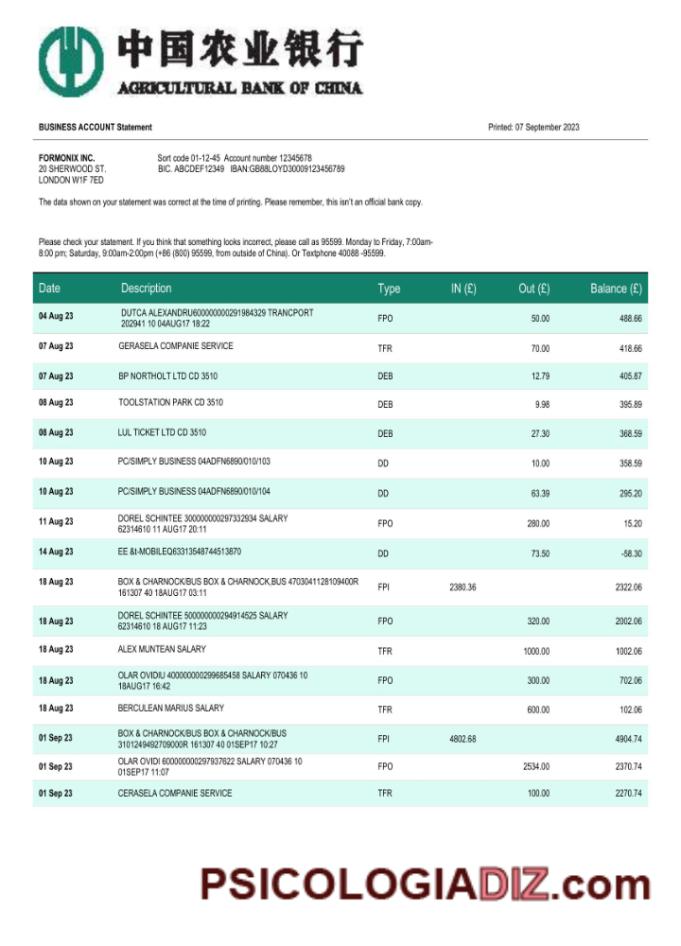 中国农业银行
AGRICULTURAL BANK OF CHINA
BUSINESS ACCOUNT Statement Printed: 07 September 2023
FORMONIX INC. Sort code 01-12-45 Account number 12345678
20 SHERWOOD ST, BIC. ABCDEF12349 IBAN:GB88LOYD30009123456789
LONDON W1F 7ED
The data shown on your statement was correct at the time of printing. Please remember, this isn't an official bank copy.
Please check your statement. If you think that something looks incorrect, please call as 95599. Monday to Friday, 7:00am-
8:00 pm; Saturday, 9:00am-2:00pm (+86 (800) 95599, from outside of China). Or Textphone 40088 -95599.
Date Description Type IN (£) Out (£) Balance (£)
04 Aug 23 DUTCA ALEXANDRU600000000291984329 TRANCPORT FPO 50.00 488.66
202941 10 04AUG17 18:22
07 Aug 23 GERASELA COMPANIE SERVICE TFR 70.00 418.66
07 Aug 23 BP NORTHOLT LTD CD 3510 DEB 12.79 405.87
08 Aug 23 TOOLSTATION PARK CD 3510 DEB 9.98 395.89
08 Aug 23 LUL TICKET LTD CD 3510 DEB 27.30 368.59
10 Aug 23 PC/SIMPLY BUSINESS 04ADFN6890/010/103 DD 10.00 358.59
10 Aug 23 PC/SIMPLY BUSINESS 04ADFN6890/010/104 DD 63.39 295.20
11 Aug 23 DOREL SCHINTEE 300000000297332934 SALARY FPO 280.00 15.20
62314610 11 AUG17 20:11
14 Aug 23 EE &t-MOBILEQ63313548744513870 DD 73.50 -58.30
18 Aug 23 BOX & CHARNOCK/BUS BOX & CHARNOCK,BUS 4703041128109400R FPI 2380.36 2322.06
161307 40 18AUG17 03:11
18 Aug 23 DOREL SCHINTEE 500000000294914525 SALARY FPO 320.00 2002.06
62314610 18 AUG17 11:23
18 Aug 23 ALEX MUNTEAN SALARY TFR 1000.00 1002.06
18 Aug 23 OLAR OVIDIU 400000000299685458 SALARY 070436 10 FPO 300.00 702.06
18AUG17 16:42
18 Aug 23 BERCULEAN MARIUS SALARY TFR 600.00 102.06
01 Sep 23 BOX & CHARNOCK/BUS BOX & CHARNOCK/BUS FPI 4802.68 4904.74
3101249492709000R 161307 40 01SEP17 10:27
01 Sep 23 OLAR OVIDI 600000000297937622 SALARY 070436 10 FPO 2534.00 2370.74
01SEP17 11:07
01 Sep 23 CERASELA COMPANIE SERVICE TFR 100.00 2270.74
PSICOLOGIADIZ.com